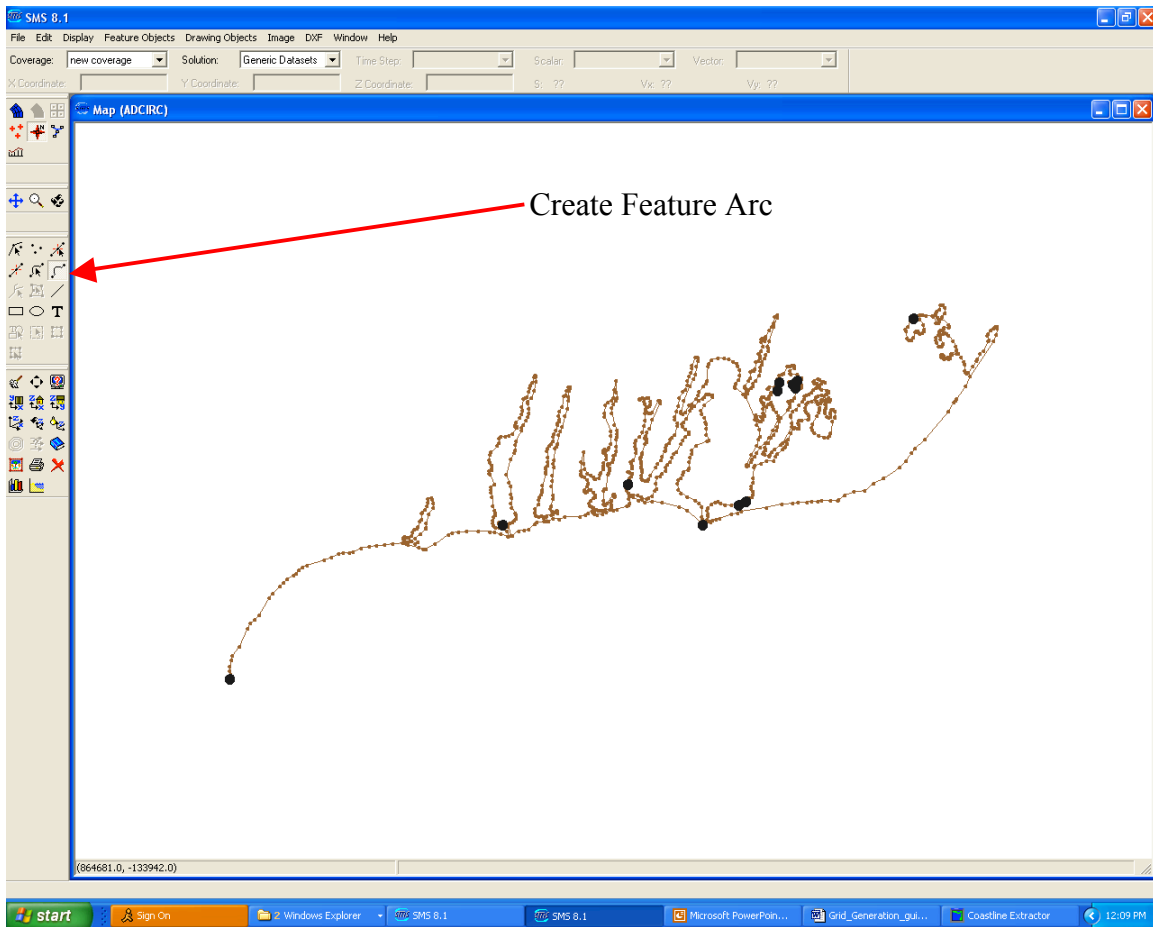 SMS 8.1
File Edit Display Feature Objects Drawing Objects Image DXF Window Help
Coverage: new coverage Solution: Generic Datasets Time Step: Scalar: Vector:
X Coordinate: Y Coordinate: Z Coordinate: S: ?? Vx: ?? Vy: ??
Map (ADCIRC)
Create Feature Arc
T
(864681.0, -133942.0)
start Sign On 2 Windows Explorer SMS 8.1 SMS 8.1 Microsoft PowerPoin... Grid_Generation_gui... Coastline Extractor 12:09 PM